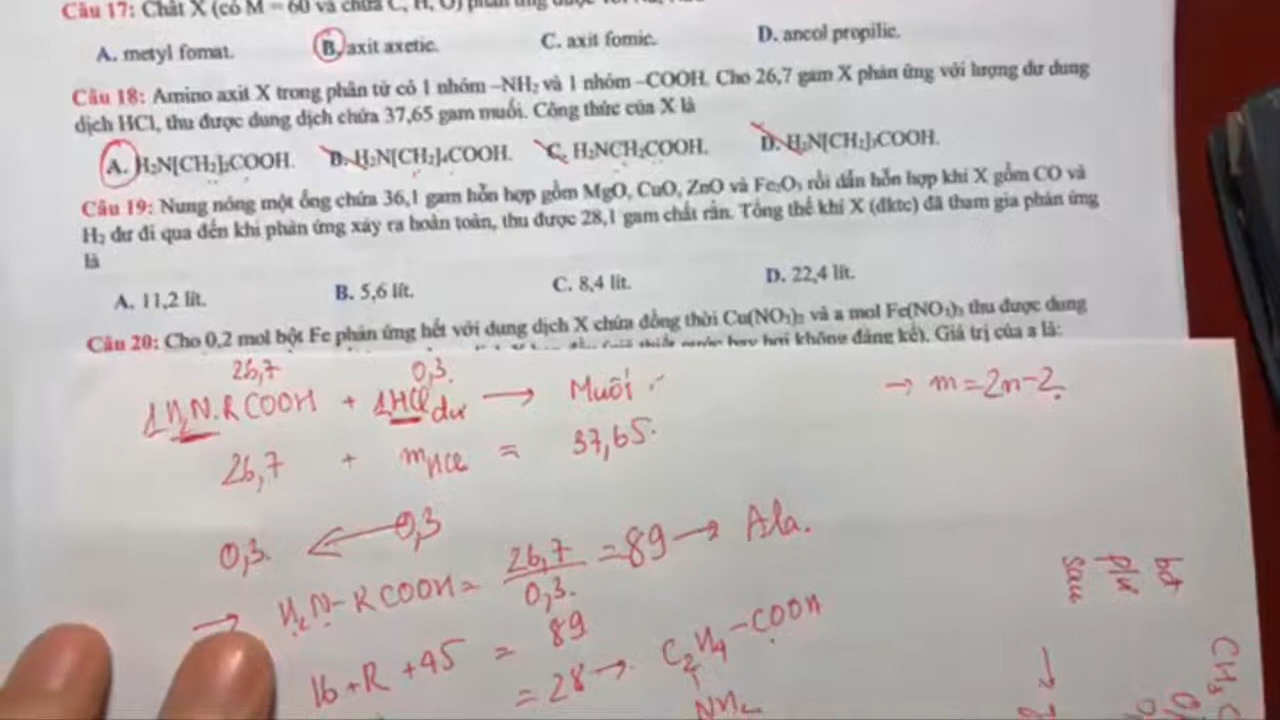 Câu 17: Chất X (có M = 60 và chứa C, H, O) phản ứng được với
A. metyl fomat. B. axit axetic. C. axit fomic. D. ancol propilic.
Câu 18: Amino axit X trong phân tử có 1 nhóm –NH₂ và 1 nhóm –COOH. Cho 26,7 gam X phản ứng với lượng dư dung
dịch HCl, thu được dung dịch chứa 37,65 gam muối. Công thức của X là
A. H₂N[CH₂]₂COOH. B. H₂N[CH₂]₄COOH. C. H₂NCH₂COOH. D. H₂N[CH₂]₃COOH.
Câu 19: Nung nóng một ống chứa 36,1 gam hỗn hợp gồm MgO, CuO, ZnO và Fe₂O₃ rồi dẫn hỗn hợp khí X gồm CO và
H₂ dư đi qua đến khi phản ứng xảy ra hoàn toàn, thu được 28,1 gam chất rắn. Tổng thể khí X (đktc) đã tham gia phản ứng
là
A. 11,2 lít. B. 5,6 lít. C. 8,4 lít. D. 22,4 lít.
Câu 20: Cho 0,2 mol bột Fe phản ứng hết với dung dịch X chứa đồng thời Cu(NO₃)₂ và a mol Fe(NO₃)₃ thu được dung
không đáng kể). Giá trị của a là:
26,7 0,3.
1H₂N.RCOOH + 1HCl dư → Muối → m = 2n-2.
26,7 + mHCl = 37,65.
0,3. ← 0,3
→ H₂N-RCOOH = 26,7 / 0,3. = 89 → Ala.
16+R+45 = 89
= 28 → C₂H₄-COOH
NH₂
bđ
p/ư
sau